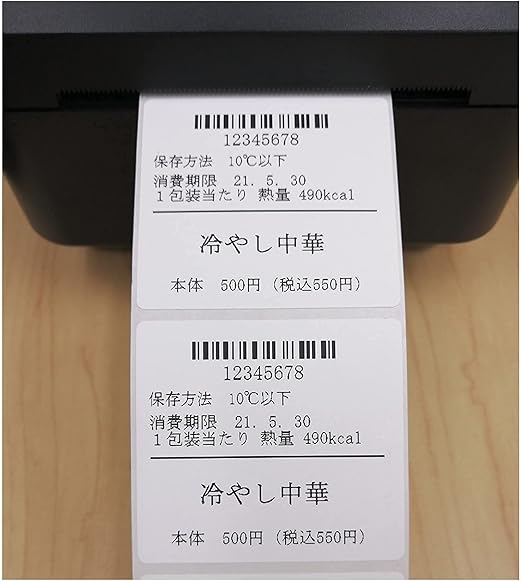 12345678
保存方法　10℃以下
消費期限　21. 5. 30
１包装当たり 熱量 490kcal
冷やし中華
本体　500円 (税込550円)
12345678
保存方法　10℃以下
消費期限　21. 5. 30
１包装当たり 熱量 490kcal
冷やし中華
本体　500円 (税込550円)